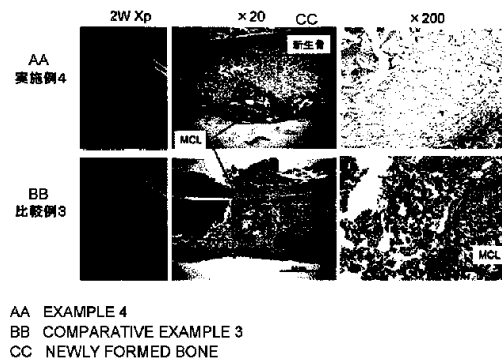 2W Xp ×20 CC ×200
AA
実施例4
新生骨
MCL
BB
比較例3
MCL
AA EXAMPLE 4
BB COMPARATIVE EXAMPLE 3
CC NEWLY FORMED BONE